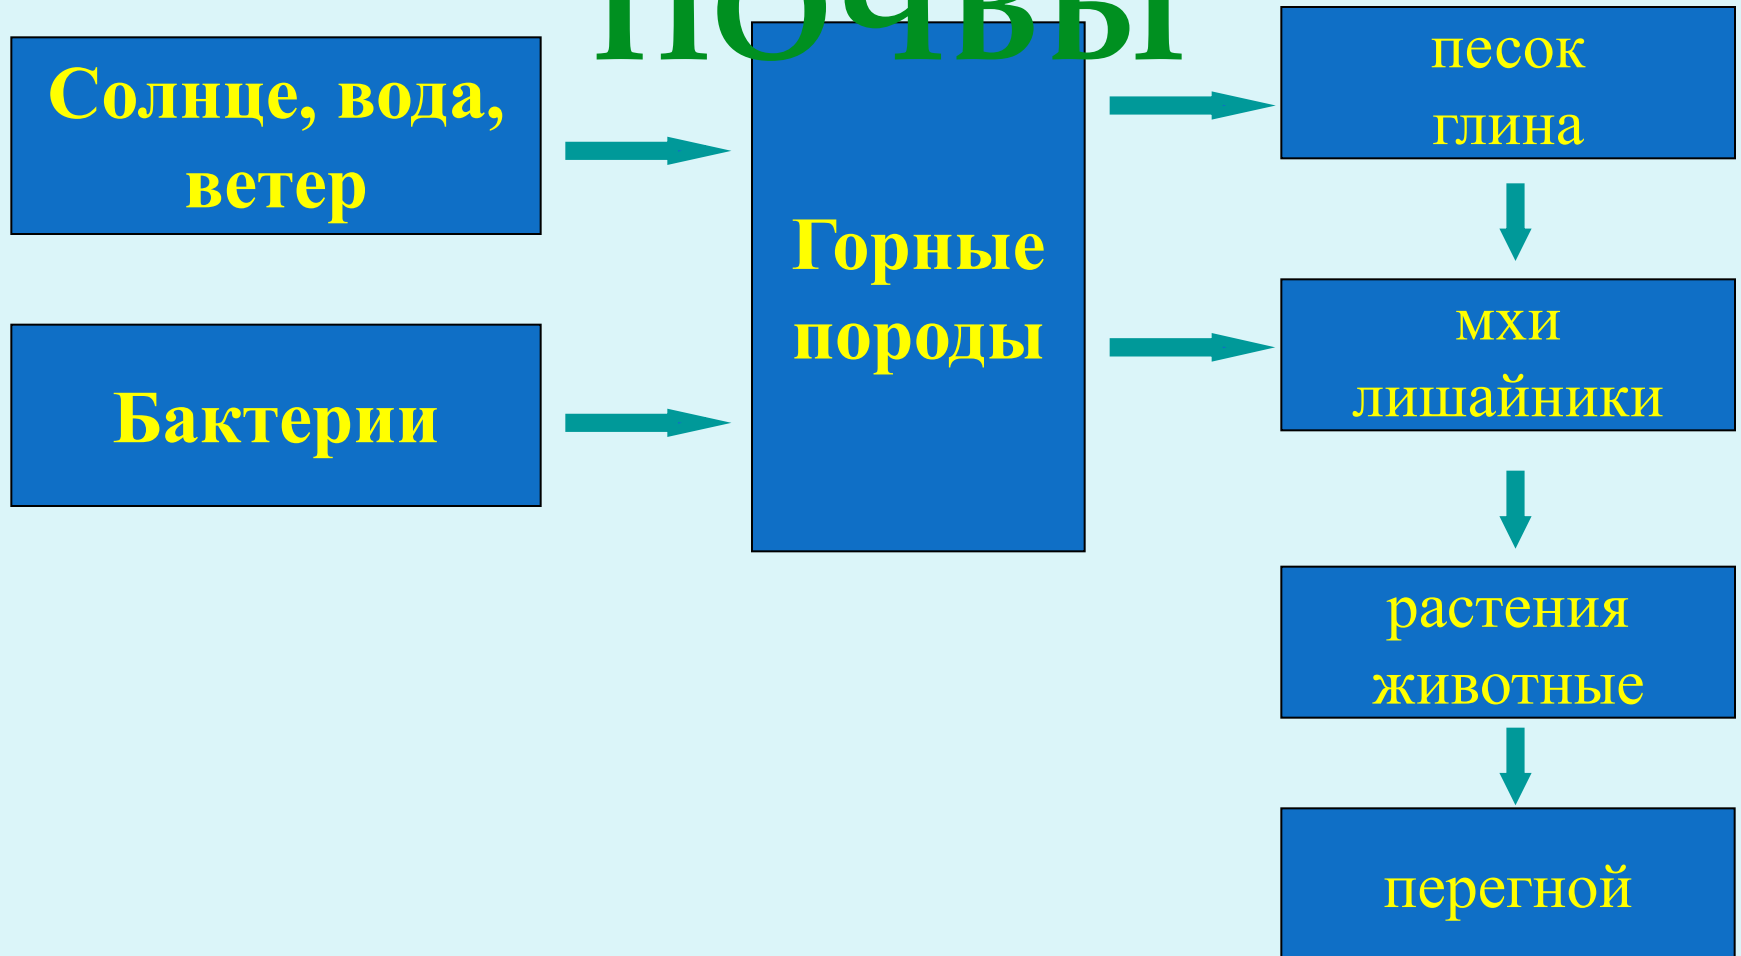 почвы
Солнце, вода,
ветер
Бактерии
Горные
породы
песок
глина
мхи
лишайники
растения
животные
перегной